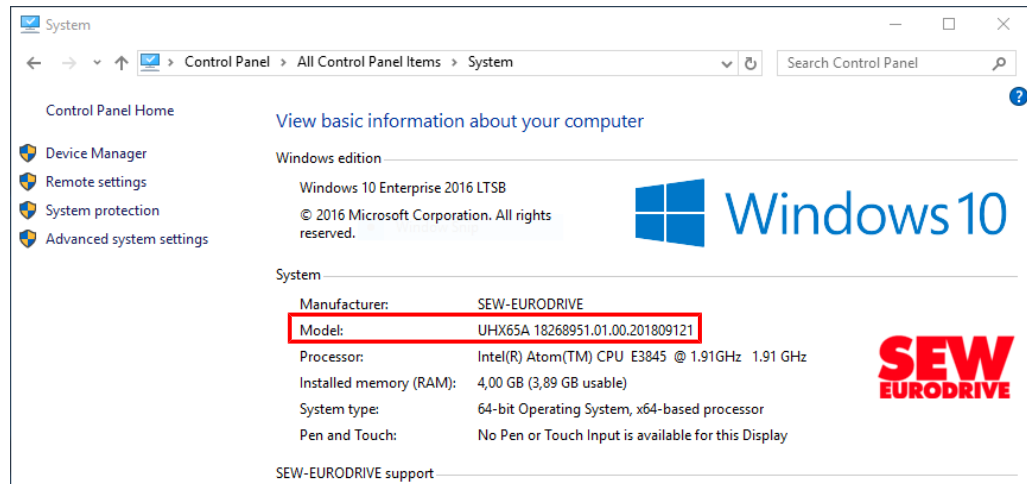 System
Control Panel > All Control Panel Items > System
Search Control Panel
Control Panel Home
Device Manager
Remote settings
System protection
Advanced system settings
?
View basic information about your computer
Windows edition
Windows 10 Enterprise 2016 LTSB
© 2016 Microsoft Corporation. All rights
reserved.
Window Snip
Windows 10
System
Manufacturer: SEW-EURODRIVE
Model: UHX65A 18268951.01.00.201809121
Processor: Intel(R) Atom(TM) CPU E3845 @ 1.91GHz 1.91 GHz
Installed memory (RAM): 4,00 GB (3,89 GB usable)
System type: 64-bit Operating System, x64-based processor
Pen and Touch: No Pen or Touch Input is available for this Display
SEW
EURODRIVE
SEW-EURODRIVE support